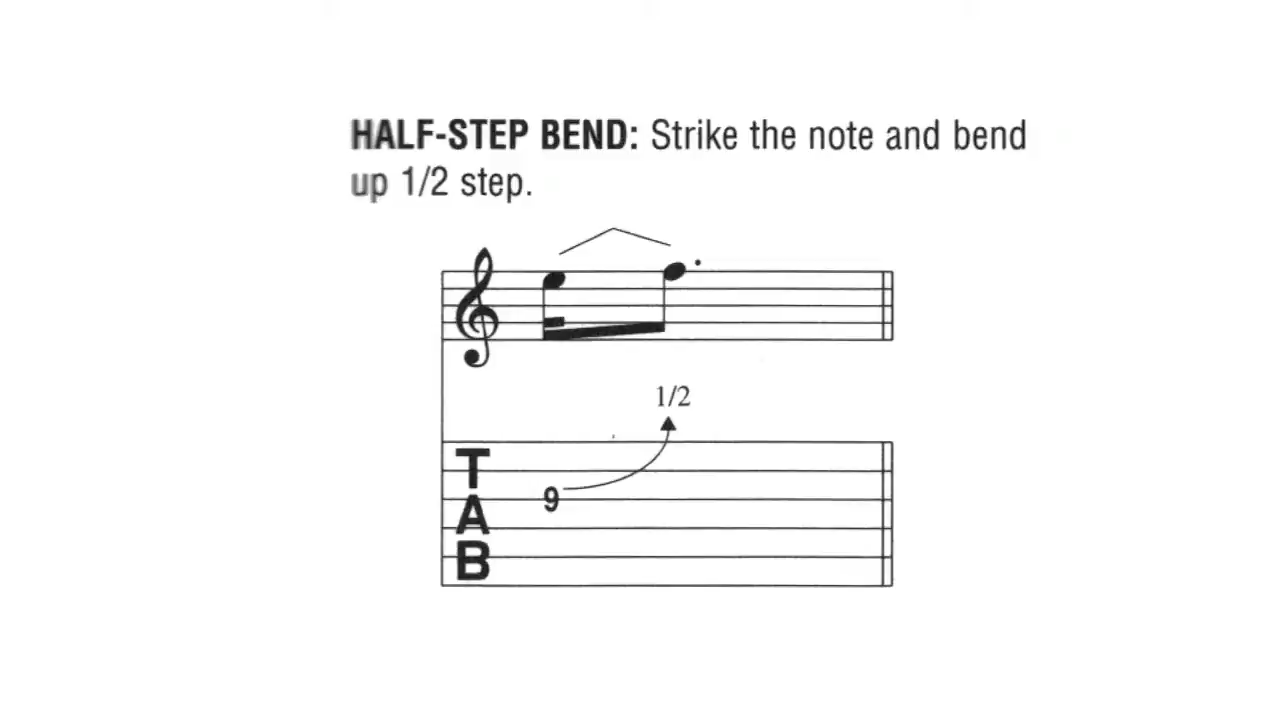 HALF-STEP BEND: Strike the note and bend
up 1/2 step.
1/2
9
T
A
B